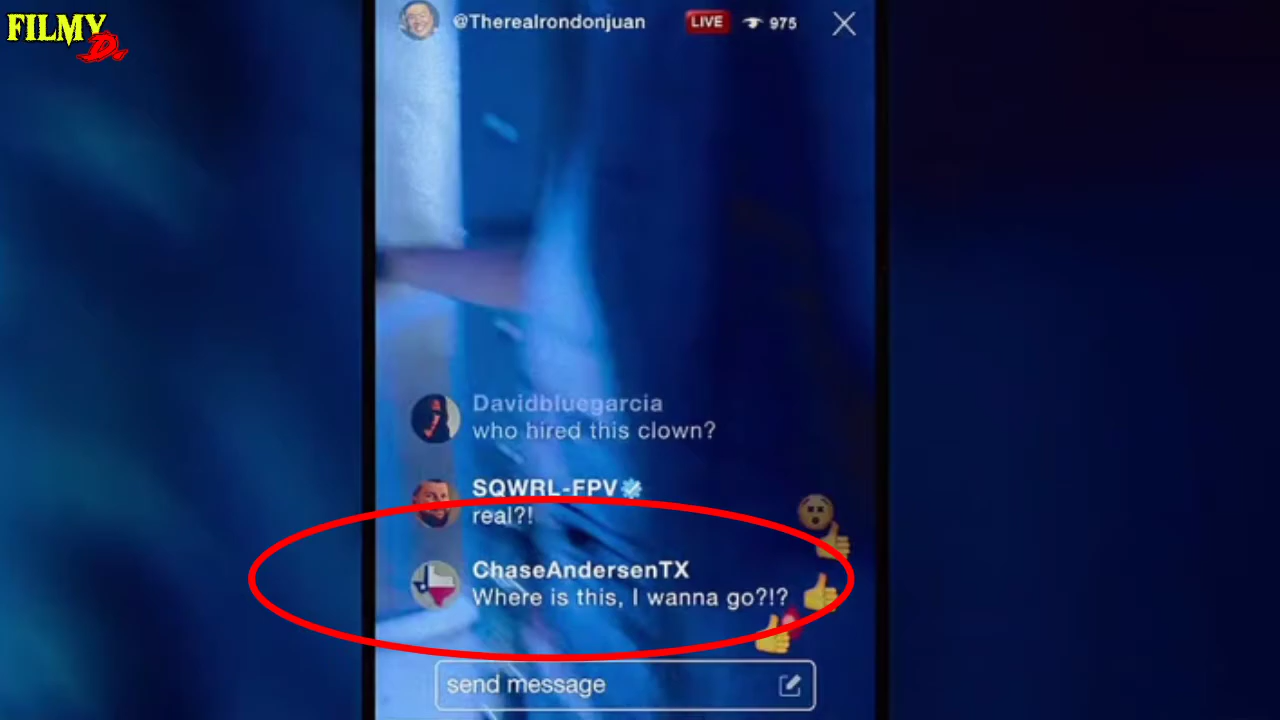 FILMY
D.
@Therealrondonjuan LIVE 975
Davidbluegarcia
who hired this clown?
SQWRL-FPV
real?!
ChaseAndersenTX
Where is this, I wanna go?!?
send message